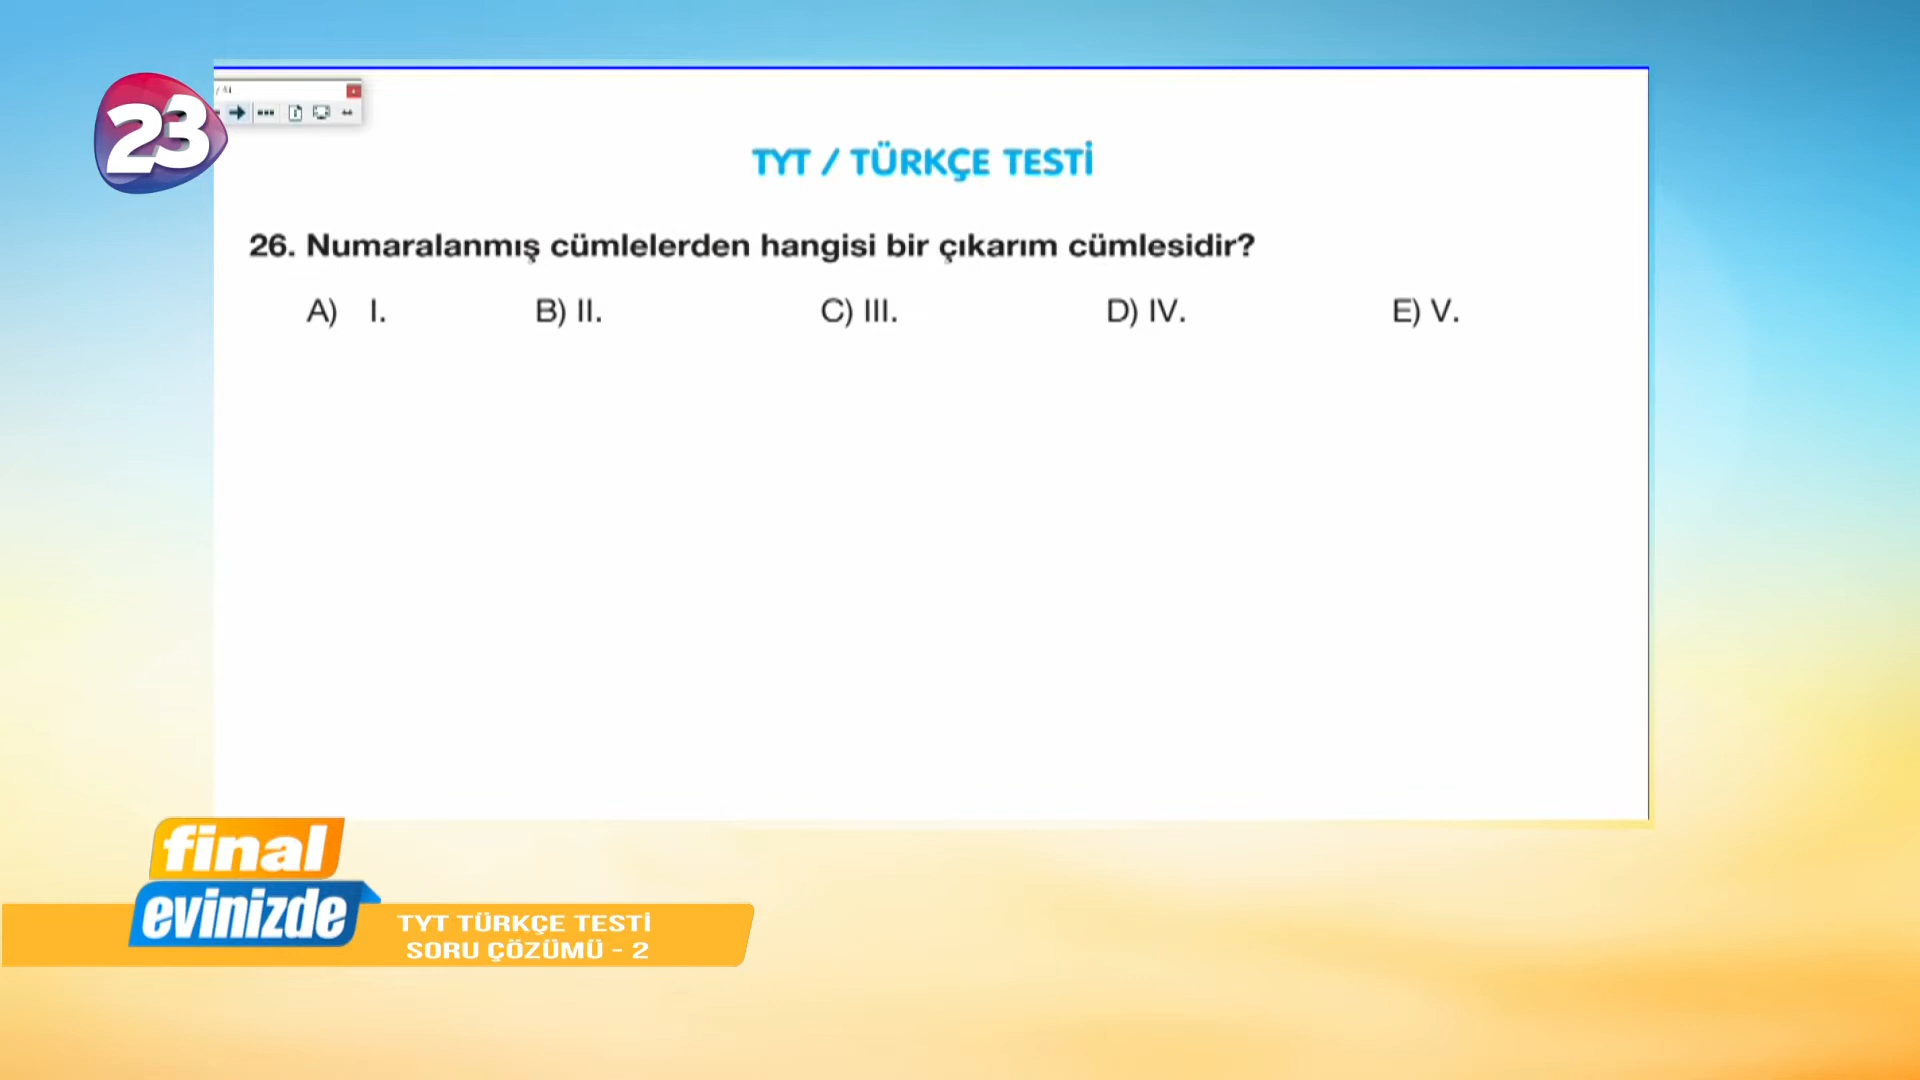 23
TYT / TÜRKÇE TESTİ
26. Numaralanmış cümlelerden hangisi bir çıkarım cümlesidir?
A) I. B) II. C) III. D) IV. E) V.
final
evinizde
TYT TÜRKÇE TESTİ
SORU ÇÖZÜMÜ - 2